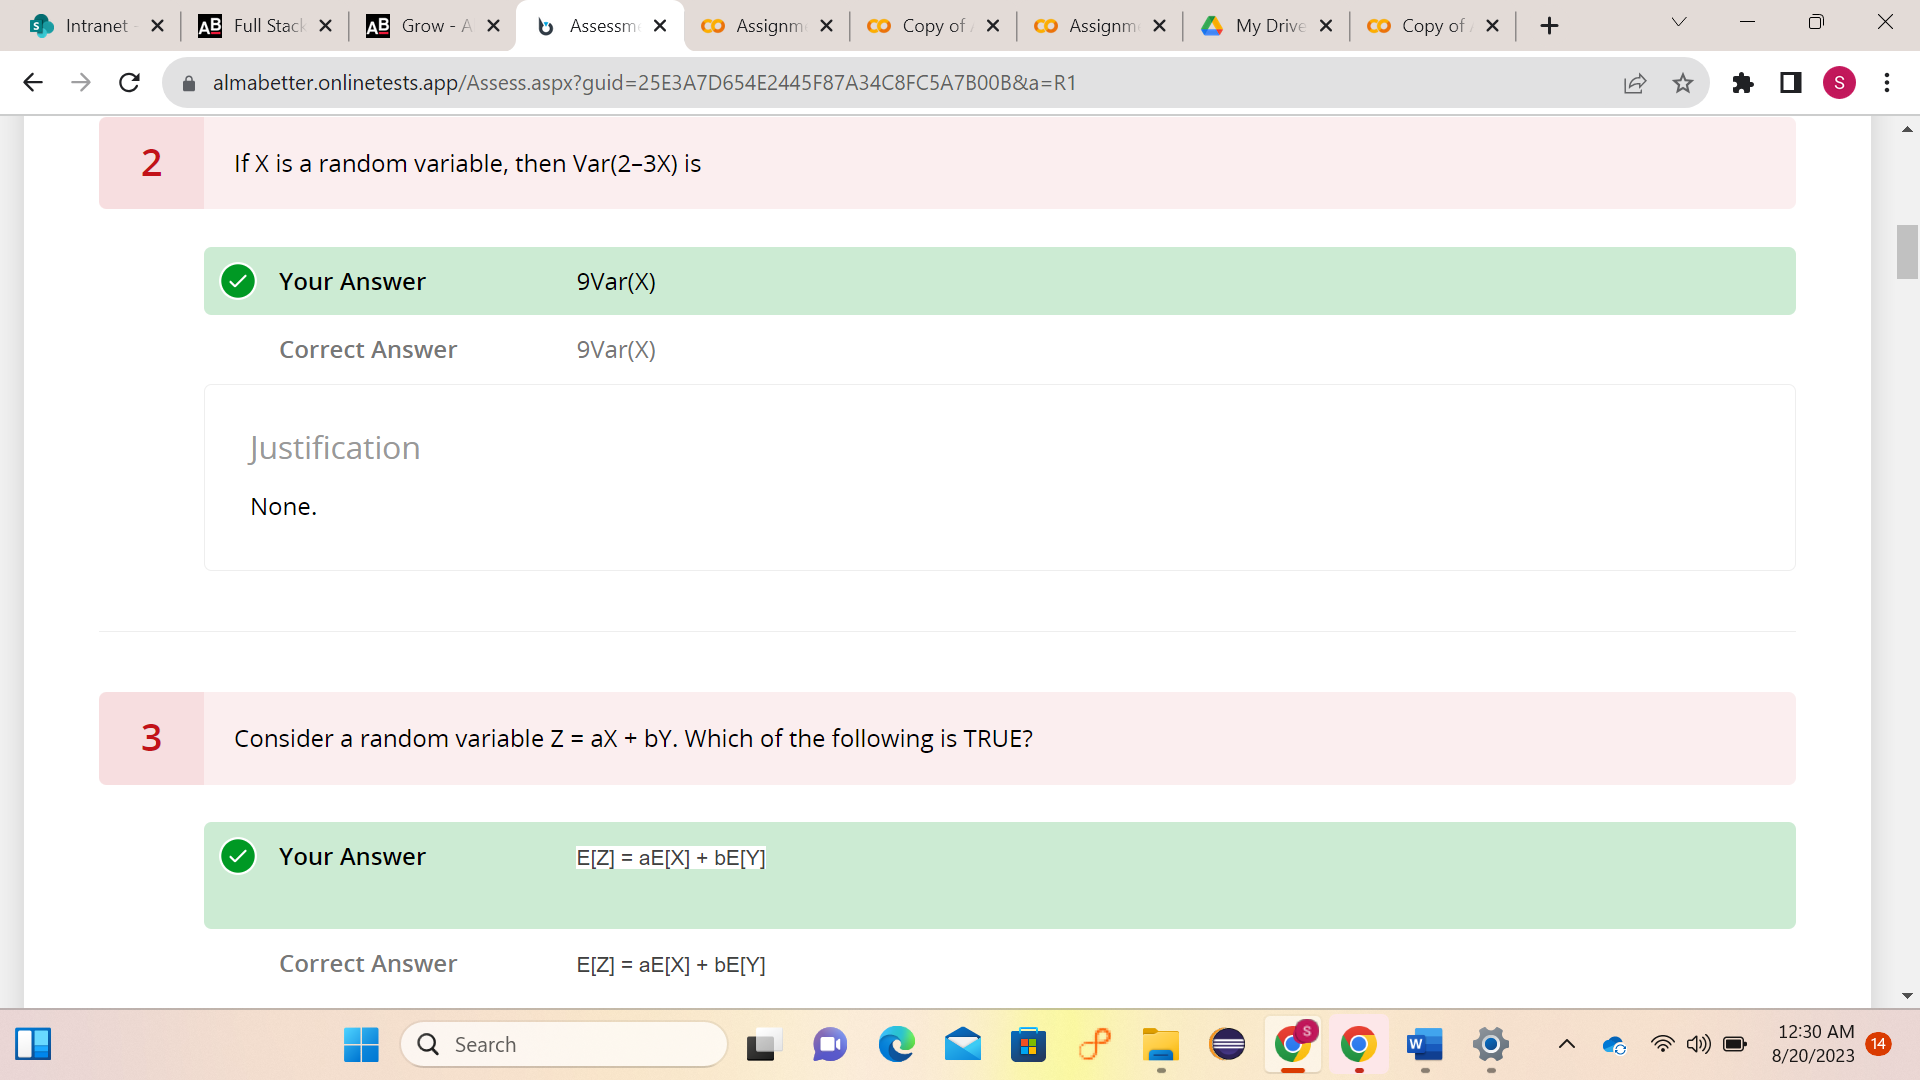 Intranet
Full Stack
Grow - A
Assessm
Assignm
Copy of
Assignm
My Drive
Copy of
almabetter.onlinetests.app/Assess.aspx?guid=25E3A7D654E2445F87A34C8FC5A7B00B&a=R1
S
2 If X is a random variable, then Var(2–3X) is
Your Answer 9Var(X)
Correct Answer 9Var(X)
Justification
None.
3 Consider a random variable Z = aX + bY. Which of the following is TRUE?
Your Answer E[Z] = aE[X] + bE[Y]
Correct Answer E[Z] = aE[X] + bE[Y]
Search
S
W
12:30 AM
8/20/2023
14